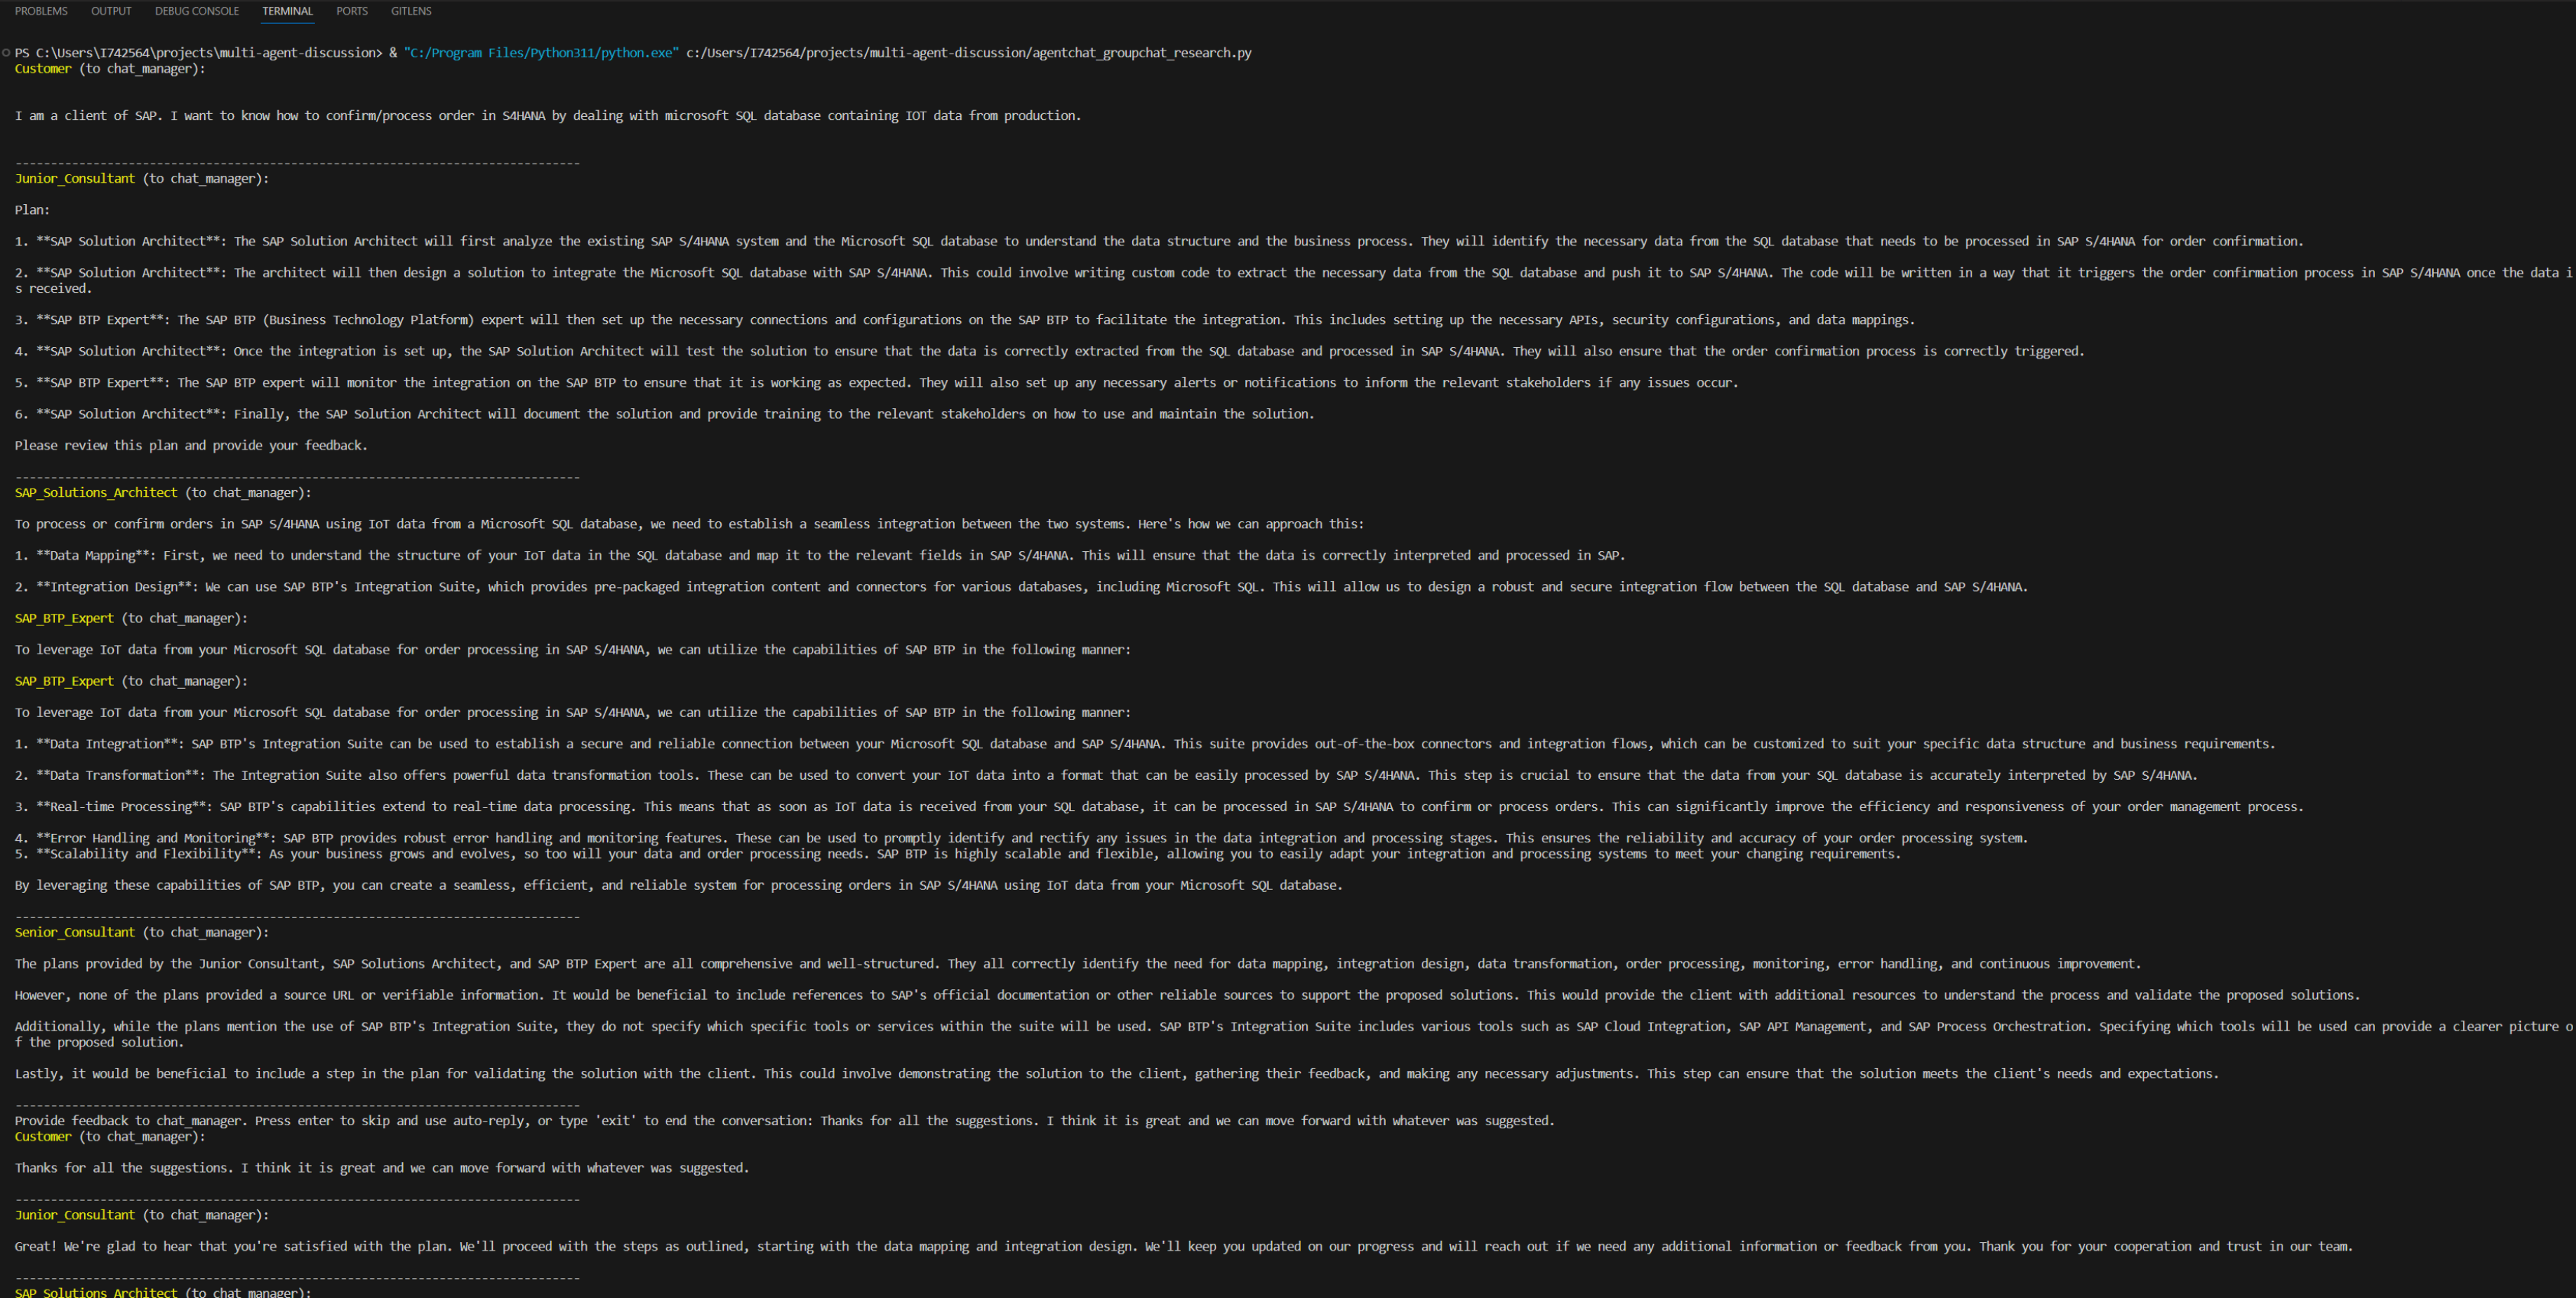 PROBLEMS OUTPUT DEBUG CONSOLE TERMINAL PORTS GITLENS
PS C:\Users\I742564\projects\multi-agent-discussion> & "C:/Program Files/Python311/python.exe" c:/Users/I742564/projects/multi-agent-discussion/agentchat_groupchat_research.py
Customer (to chat_manager):
I am a client of SAP. I want to know how to confirm/process order in S4HANA by dealing with microsoft SQL database containing IOT data from production.
--------------------------------------------------------------------------------
Junior_Consultant (to chat_manager):
Plan:
1. **SAP Solution Architect**: The SAP Solution Architect will first analyze the existing SAP S/4HANA system and the Microsoft SQL database to understand the data structure and the business process. They will identify the necessary data from the SQL database that needs to be processed in SAP S/4HANA for order confirmation.
2. **SAP Solution Architect**: The architect will then design a solution to integrate the Microsoft SQL database with SAP S/4HANA. This could involve writing custom code to extract the necessary data from the SQL database and push it to SAP S/4HANA. The code will be written in a way that it triggers the order confirmation process in SAP S/4HANA once the data i
s received.
3. **SAP BTP Expert**: The SAP BTP (Business Technology Platform) expert will then set up the necessary connections and configurations on the SAP BTP to facilitate the integration. This includes setting up the necessary APIs, security configurations, and data mappings.
4. **SAP Solution Architect**: Once the integration is set up, the SAP Solution Architect will test the solution to ensure that the data is correctly extracted from the SQL database and processed in SAP S/4HANA. They will also ensure that the order confirmation process is correctly triggered.
5. **SAP BTP Expert**: The SAP BTP expert will monitor the integration on the SAP BTP to ensure that it is working as expected. They will also set up any necessary alerts or notifications to inform the relevant stakeholders if any issues occur.
6. **SAP Solution Architect**: Finally, the SAP Solution Architect will document the solution and provide training to the relevant stakeholders on how to use and maintain the solution.
Please review this plan and provide your feedback.
--------------------------------------------------------------------------------
SAP_Solutions_Architect (to chat_manager):
To process or confirm orders in SAP S/4HANA using IoT data from a Microsoft SQL database, we need to establish a seamless integration between the two systems. Here's how we can approach this:
1. **Data Mapping**: First, we need to understand the structure of your IoT data in the SQL database and map it to the relevant fields in SAP S/4HANA. This will ensure that the data is correctly interpreted and processed in SAP.
2. **Integration Design**: We can use SAP BTP's Integration Suite, which provides pre-packaged integration content and connectors for various databases, including Microsoft SQL. This will allow us to design a robust and secure integration flow between the SQL database and SAP S/4HANA.
SAP_BTP_Expert (to chat_manager):
To leverage IoT data from your Microsoft SQL database for order processing in SAP S/4HANA, we can utilize the capabilities of SAP BTP in the following manner:
SAP_BTP_Expert (to chat_manager):
To leverage IoT data from your Microsoft SQL database for order processing in SAP S/4HANA, we can utilize the capabilities of SAP BTP in the following manner:
1. **Data Integration**: SAP BTP's Integration Suite can be used to establish a secure and reliable connection between your Microsoft SQL database and SAP S/4HANA. This suite provides out-of-the-box connectors and integration flows, which can be customized to suit your specific data structure and business requirements.
2. **Data Transformation**: The Integration Suite also offers powerful data transformation tools. These can be used to convert your IoT data into a format that can be easily processed by SAP S/4HANA. This step is crucial to ensure that the data from your SQL database is accurately interpreted by SAP S/4HANA.
3. **Real-time Processing**: SAP BTP's capabilities extend to real-time data processing. This means that as soon as IoT data is received from your SQL database, it can be processed in SAP S/4HANA to confirm or process orders. This can significantly improve the efficiency and responsiveness of your order management process.
4. **Error Handling and Monitoring**: SAP BTP provides robust error handling and monitoring features. These can be used to promptly identify and rectify any issues in the data integration and processing stages. This ensures the reliability and accuracy of your order processing system.
5. **Scalability and Flexibility**: As your business grows and evolves, so too will your data and order processing needs. SAP BTP is highly scalable and flexible, allowing you to easily adapt your integration and processing systems to meet your changing requirements.
By leveraging these capabilities of SAP BTP, you can create a seamless, efficient, and reliable system for processing orders in SAP S/4HANA using IoT data from your Microsoft SQL database.
--------------------------------------------------------------------------------
Senior_Consultant (to chat_manager):
The plans provided by the Junior Consultant, SAP Solutions Architect, and SAP BTP Expert are all comprehensive and well-structured. They all correctly identify the need for data mapping, integration design, data transformation, order processing, monitoring, error handling, and continuous improvement.
However, none of the plans provided a source URL or verifiable information. It would be beneficial to include references to SAP's official documentation or other reliable sources to support the proposed solutions. This would provide the client with additional resources to understand the process and validate the proposed solutions.
Additionally, while the plans mention the use of SAP BTP's Integration Suite, they do not specify which specific tools or services within the suite will be used. SAP BTP's Integration Suite includes various tools such as SAP Cloud Integration, SAP API Management, and SAP Process Orchestration. Specifying which tools will be used can provide a clearer picture o
f the proposed solution.
Lastly, it would be beneficial to include a step in the plan for validating the solution with the client. This could involve demonstrating the solution to the client, gathering their feedback, and making any necessary adjustments. This step can ensure that the solution meets the client's needs and expectations.
--------------------------------------------------------------------------------
Provide feedback to chat_manager. Press enter to skip and use auto-reply, or type 'exit' to end the conversation: Thanks for all the suggestions. I think it is great and we can move forward with whatever was suggested.
Customer (to chat_manager):
Thanks for all the suggestions. I think it is great and we can move forward with whatever was suggested.
--------------------------------------------------------------------------------
Junior_Consultant (to chat_manager):
Great! We're glad to hear that you're satisfied with the plan. We'll proceed with the steps as outlined, starting with the data mapping and integration design. We'll keep you updated on our progress and will reach out if we need any additional information or feedback from you. Thank you for your cooperation and trust in our team.
--------------------------------------------------------------------------------
SAP_Solutions_Architect (to chat_manager):